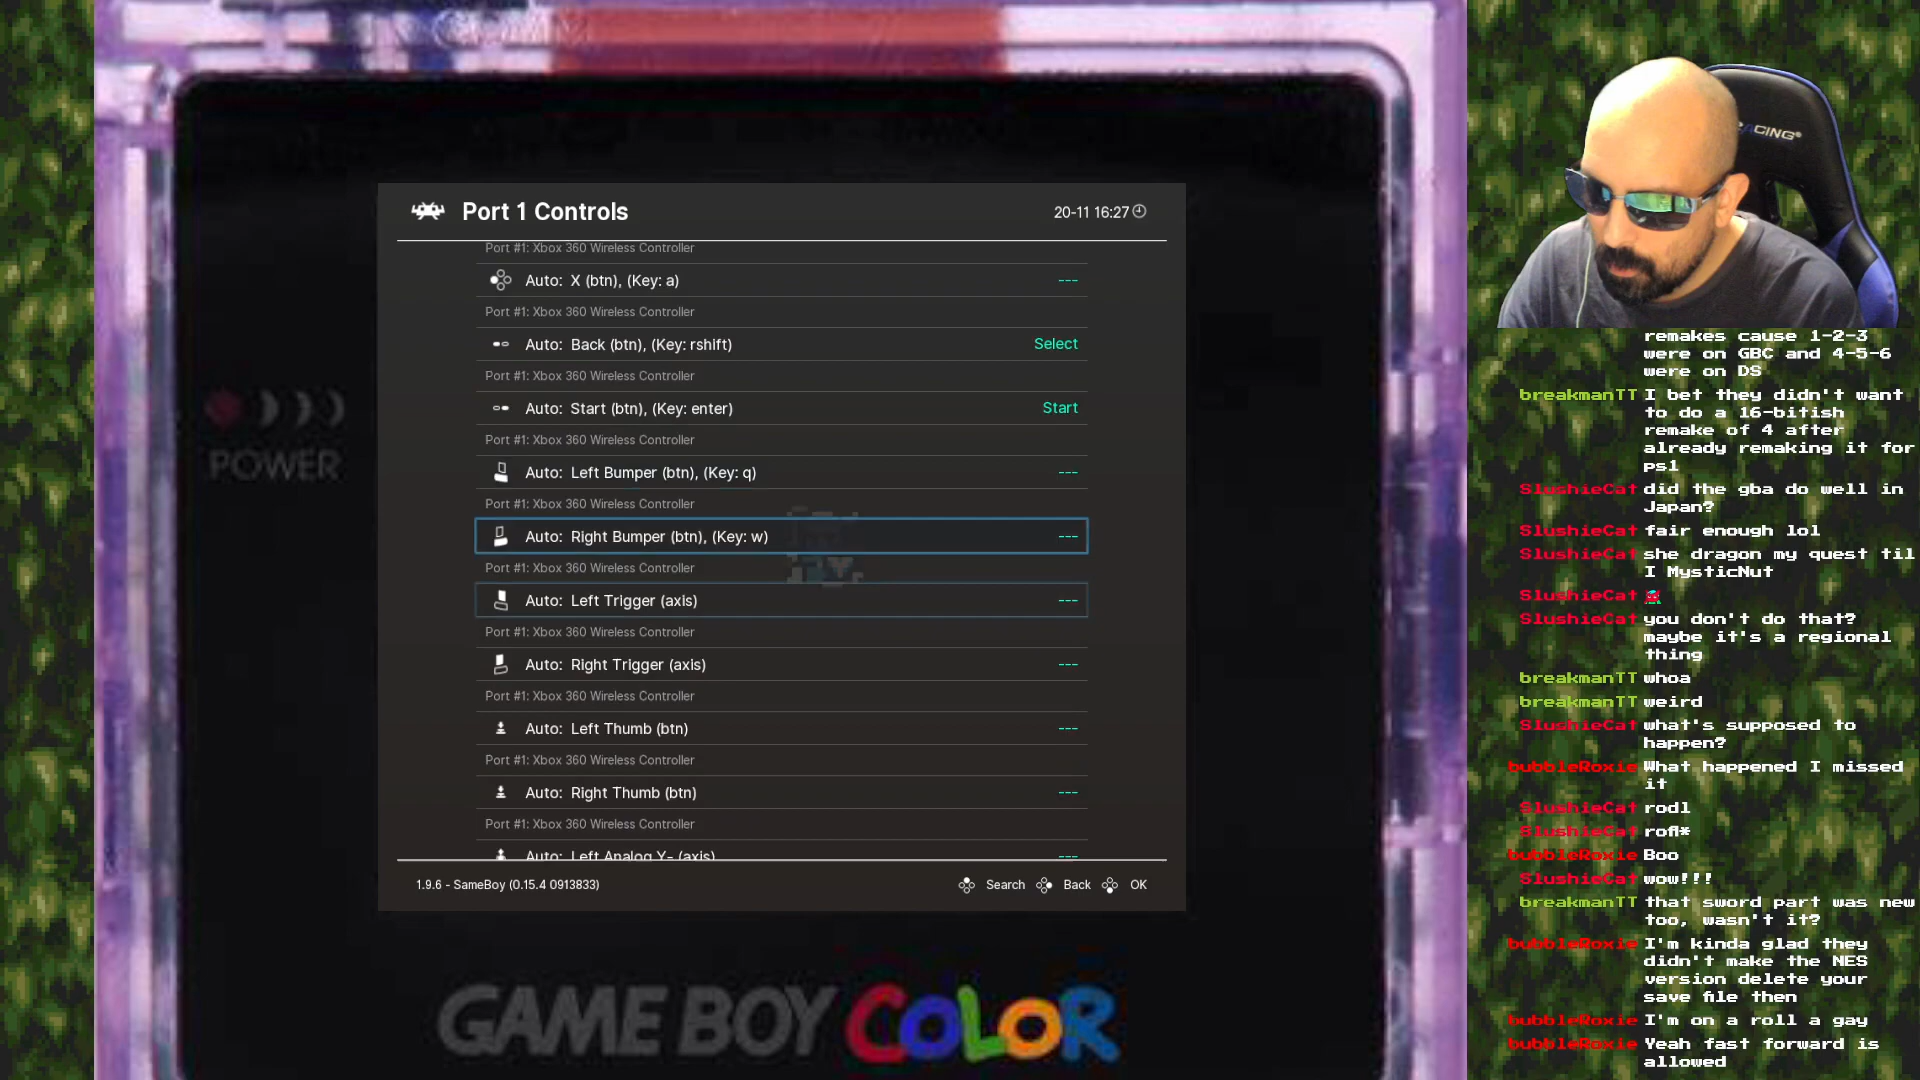 Port 1 Controls
20-11 16:27
Port #1: Xbox 360 Wireless Controller
Auto: X (btn), (Key: a) ---
Port #1: Xbox 360 Wireless Controller
Auto: Back (btn), (Key: rshift) Select
Port #1: Xbox 360 Wireless Controller
Auto: Start (btn), (Key: enter) Start
Port #1: Xbox 360 Wireless Controller
Auto: Left Bumper (btn), (Key: q) ---
Port #1: Xbox 360 Wireless Controller
Auto: Right Bumper (btn), (Key: w) ---
Port #1: Xbox 360 Wireless Controller
Auto: Left Trigger (axis) ---
Port #1: Xbox 360 Wireless Controller
Auto: Right Trigger (axis) ---
Port #1: Xbox 360 Wireless Controller
Auto: Left Thumb (btn) ---
Port #1: Xbox 360 Wireless Controller
Auto: Right Thumb (btn) ---
Port #1: Xbox 360 Wireless Controller
Auto: Left Analog Y- (axis) ---
1.9.6 - SameBoy (0.15.4 0913833)
Search Back OK
POWER
GAME BOY COLOR
RACING®
remakes cause 1-2-3
were on GBC and 4-5-6
were on DS
breakmanTT I bet they didn't want
to do a 16-bitish
remake of 4 after
already remaking it for
ps1
SlushieCat did the gba do well in
Japan?
SlushieCat fair enough lol
SlushieCat she dragon my quest til
I MysticNut
SlushieCat
SlushieCat you don't do that?
maybe it's a regional
thing
breakmanTT whoa
breakmanTT weird
SlushieCat what's supposed to
happen?
bubbleRoxie What happened I missed
it
SlushieCat rodl
SlushieCat rofl*
bubbleRoxie Boo
SlushieCat wow!!!
breakmanTT that sword part was new
too, wasn't it?
bubbleRoxie I'm kinda glad they
didn't make the NES
version delete your
save file then
bubbleRoxie I'm on a roll a gay
bubbleRoxie Yeah fast forward is
allowed